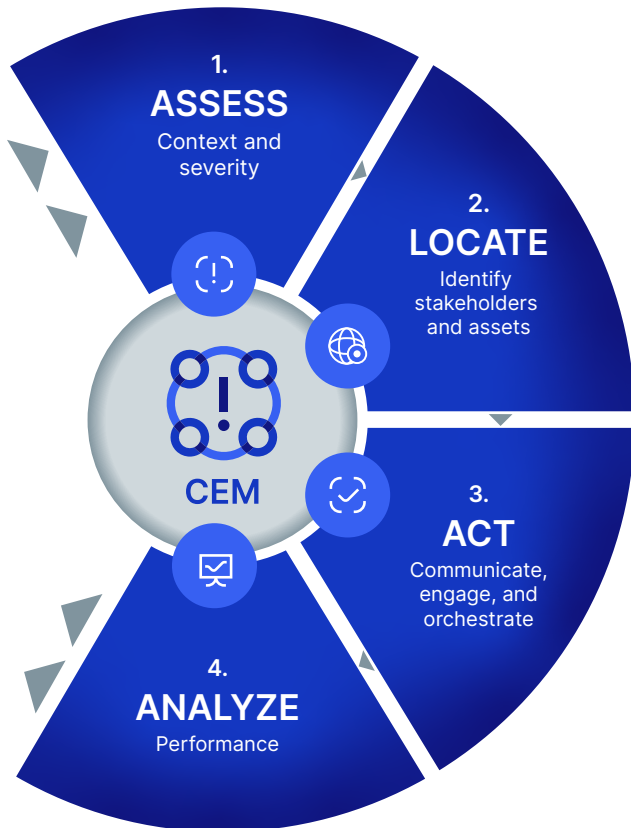 1.
ASSESS
Context and
severity
2.
LOCATE
Identify
stakeholders
and assets
3.
ACT
Communicate,
engage, and
orchestrate
4.
ANALYZE
Performance
CEM